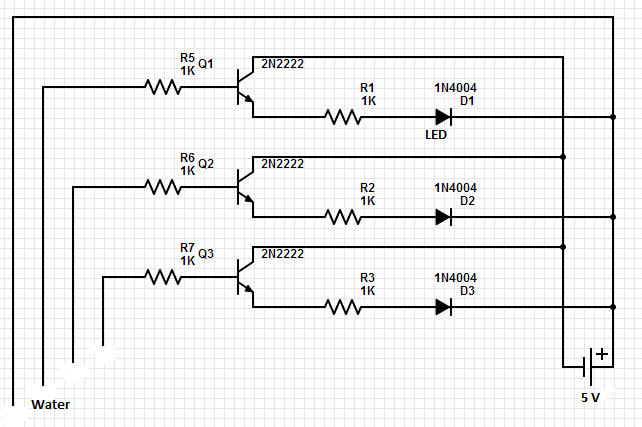 R5
1K
Q1
2N2222
R1
1K
1N4004
D1
LED
R6
1K
Q2
2N2222
R2
1K
1N4004
D2
R7
1K
Q3
2N2222
R3
1K
1N4004
D3
+
5 V
Water